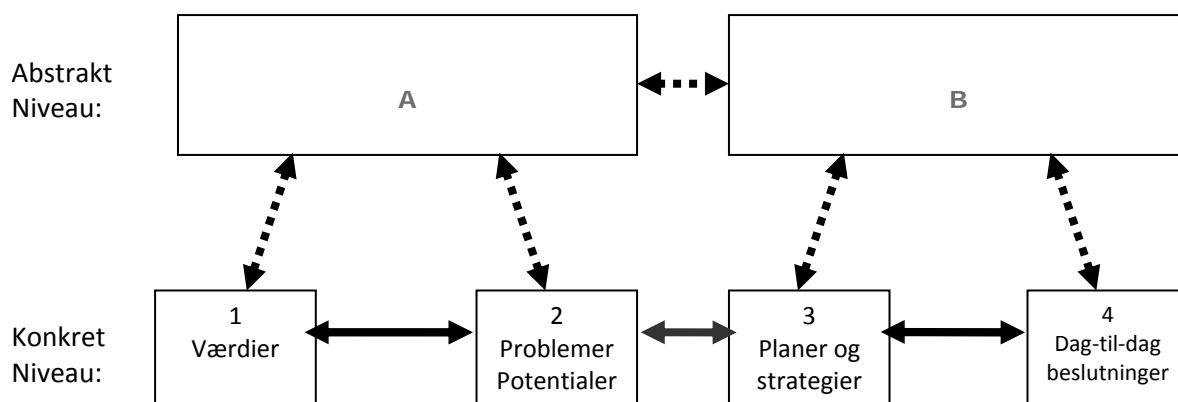 Abstrakt
Niveau:
A
B
Konkret
Niveau:
1
Værdier
2
Problemer
Potentialer
3
Planer og
strategier
4
Dag-til-dag
beslutninger